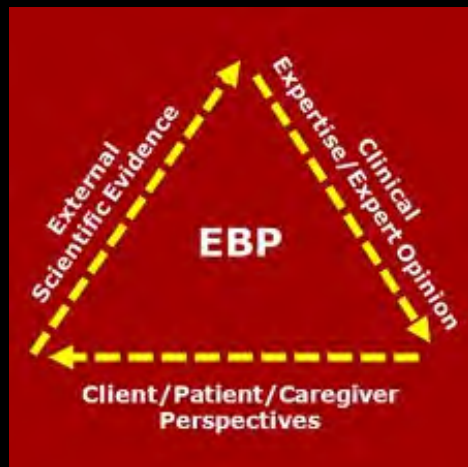 External
Scientific Evidence
Clinical
Expertise/Expert Opinion
EBP
Client/Patient/Caregiver
Perspectives